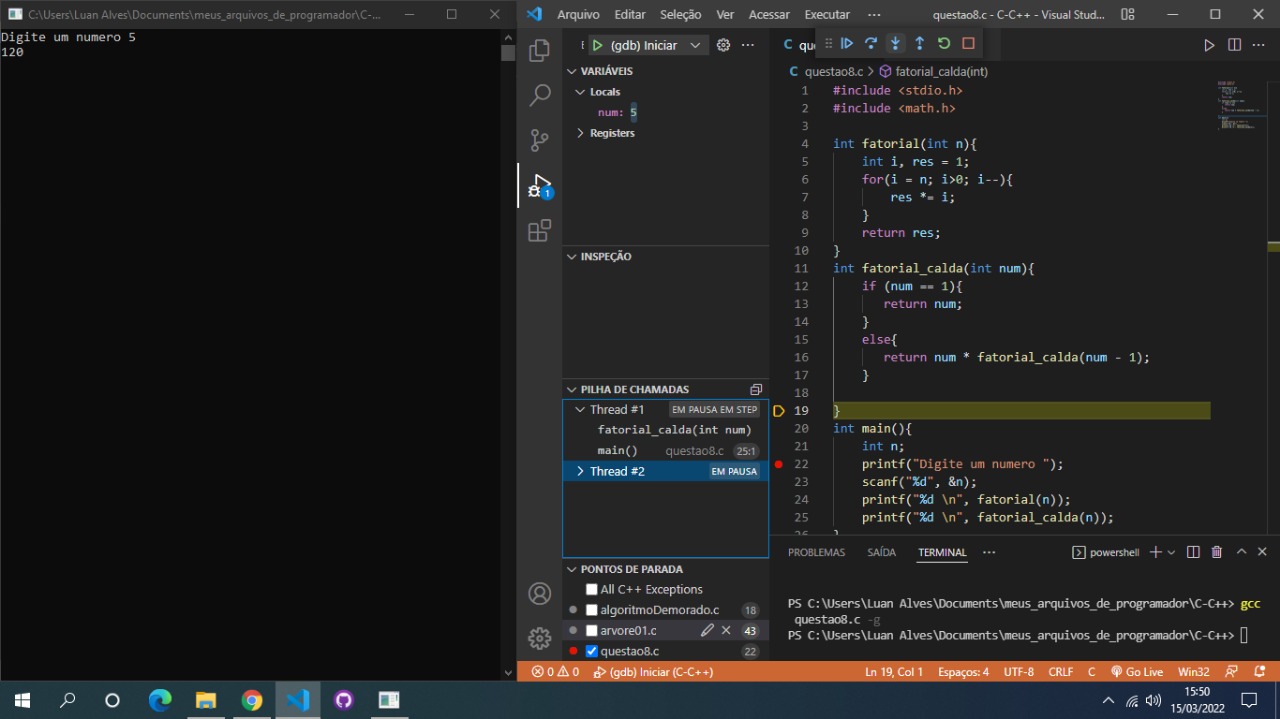 C:\Users\Luan Alves\Documents\meus_arquivos_de_programador\C-...
Digite um numero 5
120
Arquivo Editar Seleção Ver Acessar Executar ··· questao8.c - C-C++ - Visual Stud...
(gdb) Iniciar
VARIÁVEIS
Locals
num: 5
Registers
INSPEÇÃO
PILHA DE CHAMADAS
Thread #1 EM PAUSA EM STEP
fatorial_calda(int num)
main() questao8.c 25:1
Thread #2 EM PAUSA
PONTOS DE PARADA
All C++ Exceptions
algoritmoDemorado.c 18
arvore01.c 43
questao8.c 22
1
C
questao8.c > fatorial_calda(int)
1 #include <stdio.h>
2 #include <math.h>
3
4 int fatorial(int n){
5 int i, res = 1;
6 for(i = n; i>0; i--){
7 res *= i;
8 }
9 return res;
10 }
11 int fatorial_calda(int num){
12 if (num == 1){
13 return num;
14 }
15 else{
16 return num * fatorial_calda(num - 1);
17 }
18
19 }
20 int main(){
21 int n;
22 printf("Digite um numero ");
23 scanf("%d", &n);
24 printf("%d \n", fatorial(n));
25 printf("%d \n", fatorial_calda(n));
PROBLEMAS SAÍDA TERMINAL ··· powershell
PS C:\Users\Luan Alves\Documents\meus_arquivos_de_programador\C-C++> gcc
questao8.c -g
PS C:\Users\Luan Alves\Documents\meus_arquivos_de_programador\C-C++>
0 0 (gdb) Iniciar (C-C++) Ln 19, Col 1 Espaços: 4 UTF-8 CRLF C Go Live Win32
15:50
15/03/2022